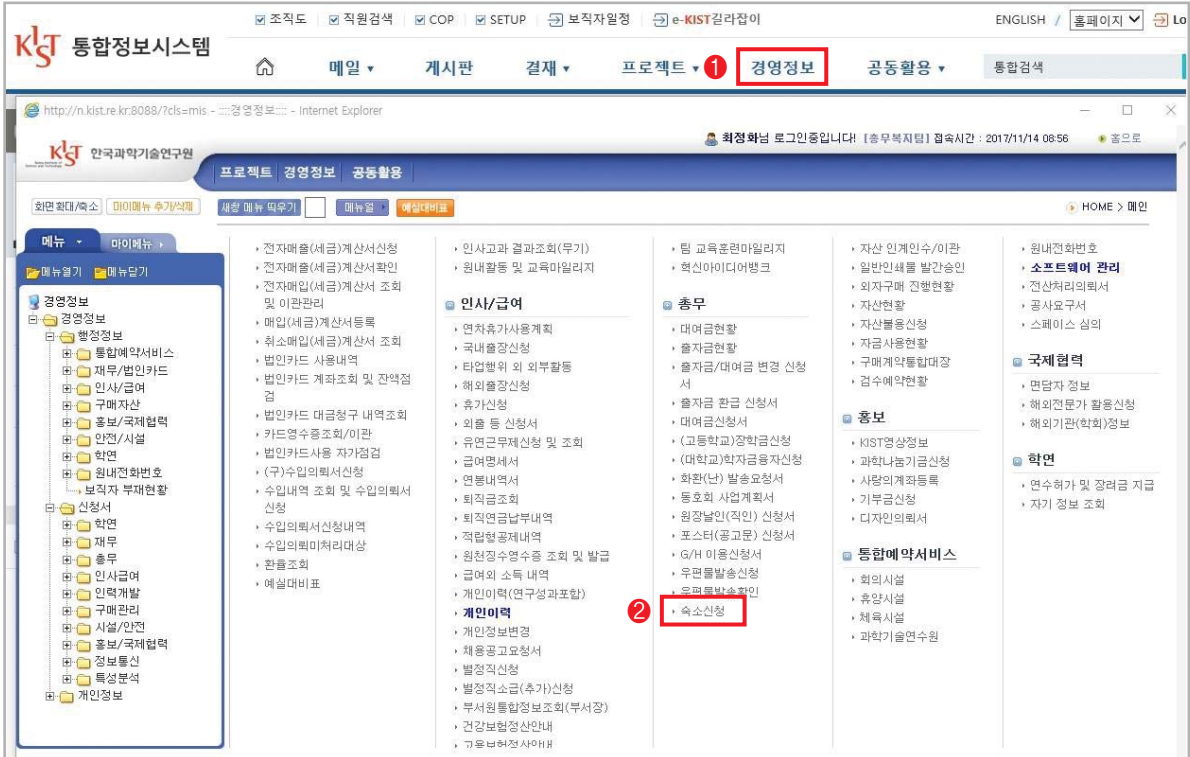 조직도 직원검색 COP SETUP 보직자일정 e-KIST길라잡이 ENGLISH / 홈페이지 Lo
KIST 통합정보시스템
메일 게시판 결재 프로젝트 ① 경영정보 공동활용 통합검색
http://n.kist.re.kr:8088/?cls=mis - ::::경영정보:::: - Internet Explorer
KIST 한국과학기술연구원
최정화님 로그인중입니다! [총무복지팀] 접속시간 : 2017/11/14 08:56 홈으로
프로젝트 경영정보 공동활용
화면확대/축소 마이메뉴 추가/삭제 새창 메뉴 띄우기 메뉴얼 예실대비표 HOME > 메인
메뉴 마이메뉴
메뉴열기 메뉴닫기
경영정보
경영정보
행정정보
통합예약서비스
재무/법인카드
인사/급여
구매자산
홍보/국제협력
안전/시설
학연
원내전화번호
보직자 부재현황
신청서
학연
재무
총무
인사급여
인력개발
구매관리
시설/안전
홍보/국제협력
정보통신
특성분석
개인정보
전자매출(세금)계산서신청
전자매출(세금)계산서확인
전자매입(세금)계산서 조회
및 이관관리
매입(세금)계산서등록
취소매입(세금)계산서 조회
법인카드 사용내역
법인카드 계좌조회 및 잔액점
검
법인카드 대금청구 내역조회
카드영수증조회/이관
법인카드사용 자가점검
(구)수입의뢰서신청
수입내역 조회 및 수입의뢰서
신청
수입의뢰서신청내역
수입의뢰미처리대상
환율조회
예실대비표
인사고과 결과조회(무기)
원내활동 및 교육마일리지
인사/급여
연차휴가사용계획
국내출장신청
타업행위 외 외부활동
해외출장신청
휴가신청
외출 등 신청서
유연근무제신청 및 조회
급여명세서
연봉내역서
퇴직금조회
퇴직연금납부내역
적립형공제내역
원천징수영수증 조회 및 발급
급여외 소득 내역
개인이력(연구성과포함)
개인이력
개인정보변경
채용공고요청서
별정직신청
별정직소급(추가)신청
부서원통합정보조회(부서장)
건강보험정산안내
고용보험정산안내
팀 교육훈련마일리지
혁신아이디어뱅크
총무
대여금현황
출자금현황
출자금/대여금 변경 신청
서
출자금 환급 신청서
대여금신청서
(고등학교)장학금신청
(대학교)학자금융자신청
화환(난) 발송요청서
동호회 사업계획서
원장날인(직인) 신청서
포스터(공고문) 신청서
G/H 이용신청서
우편물발송신청
우편물발송확인
② 숙소신청
자산 인계인수/이관
일반인쇄물 발간승인
외자구매 진행현황
자산현황
자산불용신청
자금사용현황
구매계약통합대장
검수예약현황
홍보
KIST영상정보
과학나눔기금신청
사랑의계좌등록
기부금신청
디자인의뢰서
통합예약서비스
회의시설
휴양시설
체육시설
과학기술연수원
원내전화번호
소프트웨어 관리
전산처리의뢰서
공사요구서
스페이스 심의
국제협력
면담자 정보
해외전문가 활용신청
해외기관(학회)정보
학연
연수허가 및 장려금 지급
자기 정보 조회